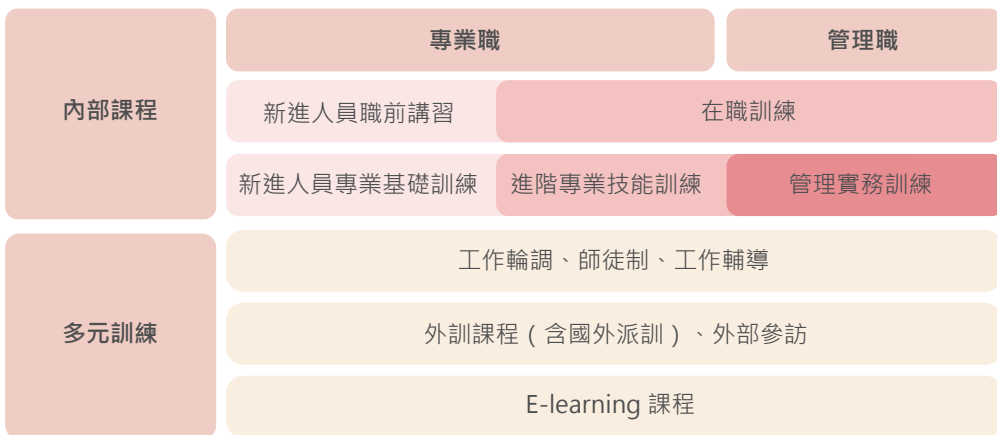 內部課程
專業職
管理職
新進人員職前講習
在職訓練
新進人員專業基礎訓練
進階專業技能訓練
管理實務訓練
多元訓練
工作輪調、師徒制、工作輔導
外訓課程（含國外派訓）、外部參訪
E-learning 課程